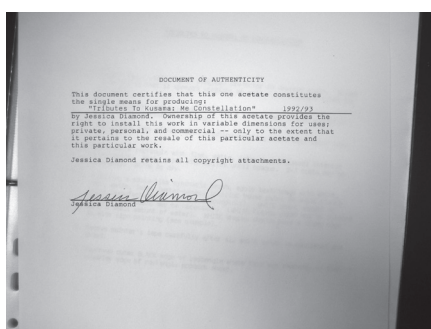 DOCUMENT OF AUTHENTICITY
This document certifies that this one acetate constitutes
the single means for producing:
"Tributes To Kusama: Me Constellation" 1992/93
by Jessica Diamond. Ownership of this acetate provides the
right to install this work in variable dimensions for uses;
private, personal, and commercial -- only to the extent that
it pertains to the resale of this particular acetate and
this particular work.
Jessica Diamond retains all copyright attachments.
Jessica Diamond
Jessica Diamond